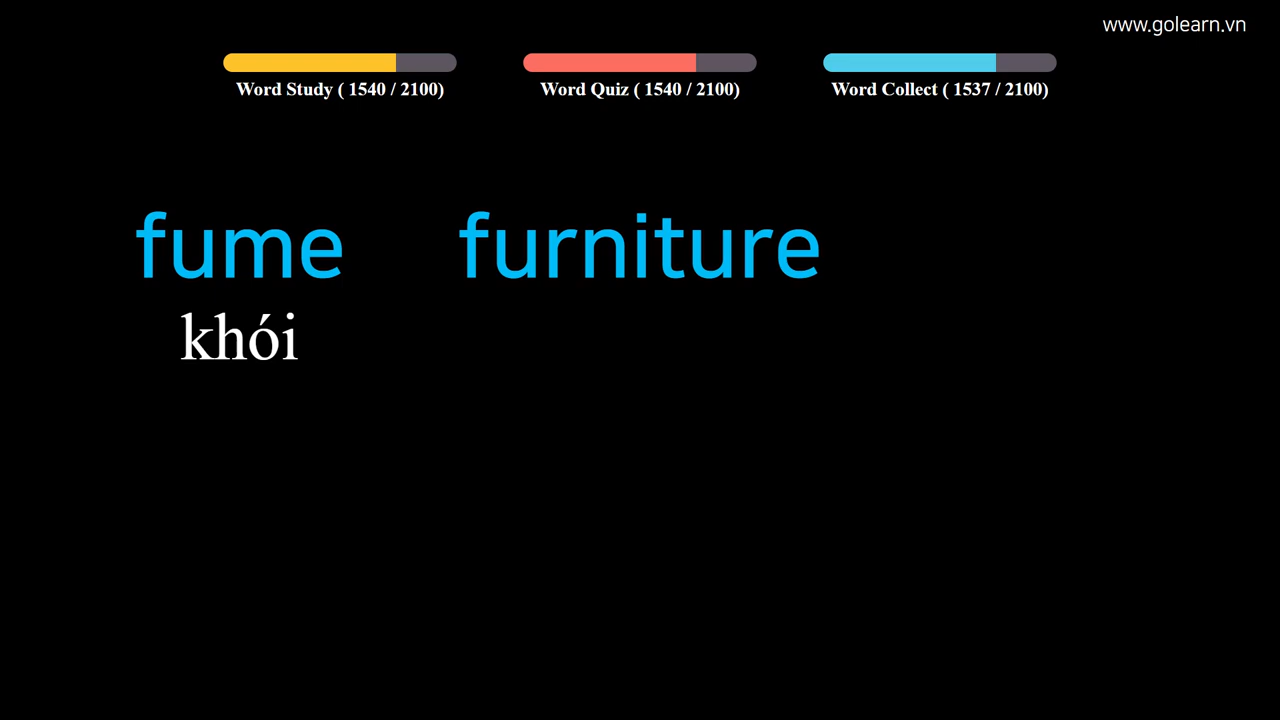 www.golearn.vn
Word Study ( 1540 / 2100)
Word Quiz ( 1540 / 2100)
Word Collect ( 1537 / 2100)
fume furniture
khói